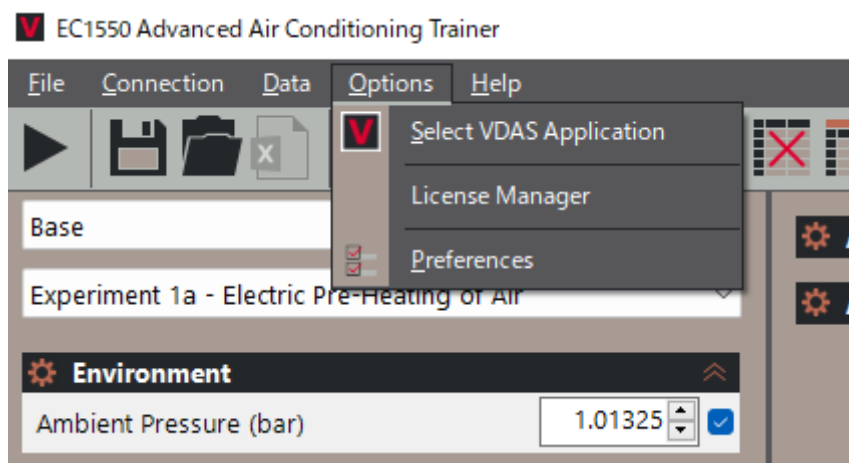 EC1550 Advanced Air Conditioning Trainer
File Connection Data Options Help
Select VDAS Application
License Manager
Preferences
Base
Experiment 1a - Electric Pre-Heating of Air
Environment
Ambient Pressure (bar) 1.01325